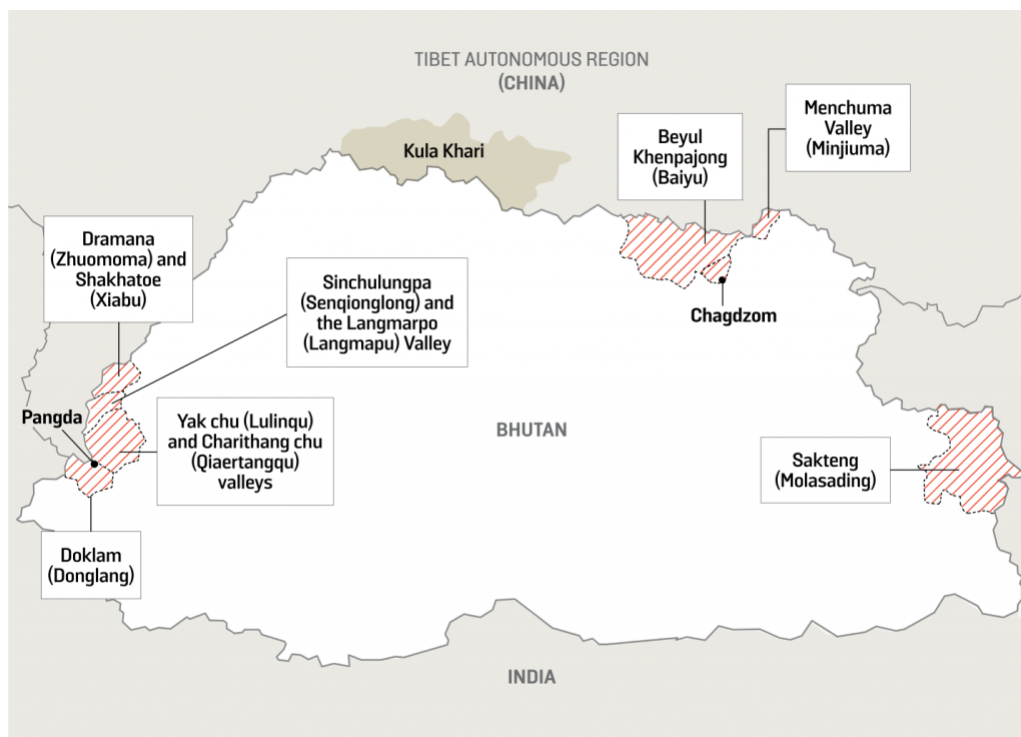 TIBET AUTONOMOUS REGION
(CHINA)
Kula Khari
Beyul
Khenpajong
(Baiyu)
Menchuma
Valley
(Minjiuma)
Dramana
(Zhuomoma) and
Shakhatoe
(Xiabu)
Sinchulungpa
(Senqionglong) and
the Langmarpo
(Langmapu) Valley
Chagdzom
Pangda
Yak chu (Lulinqu)
and Charithang chu
(Qiaertangqu)
valleys
BHUTAN
Sakteng
(Molasading)
Doklam
(Donglang)
INDIA